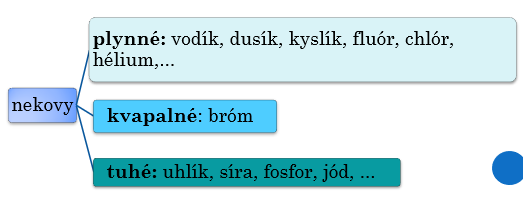 plynné: vodík, dusík, kyslík, fluór, chlór,
hélium,...
nekovy
kvapalné: bróm
tuhé: uhlík, síra, fosfor, jód, ...